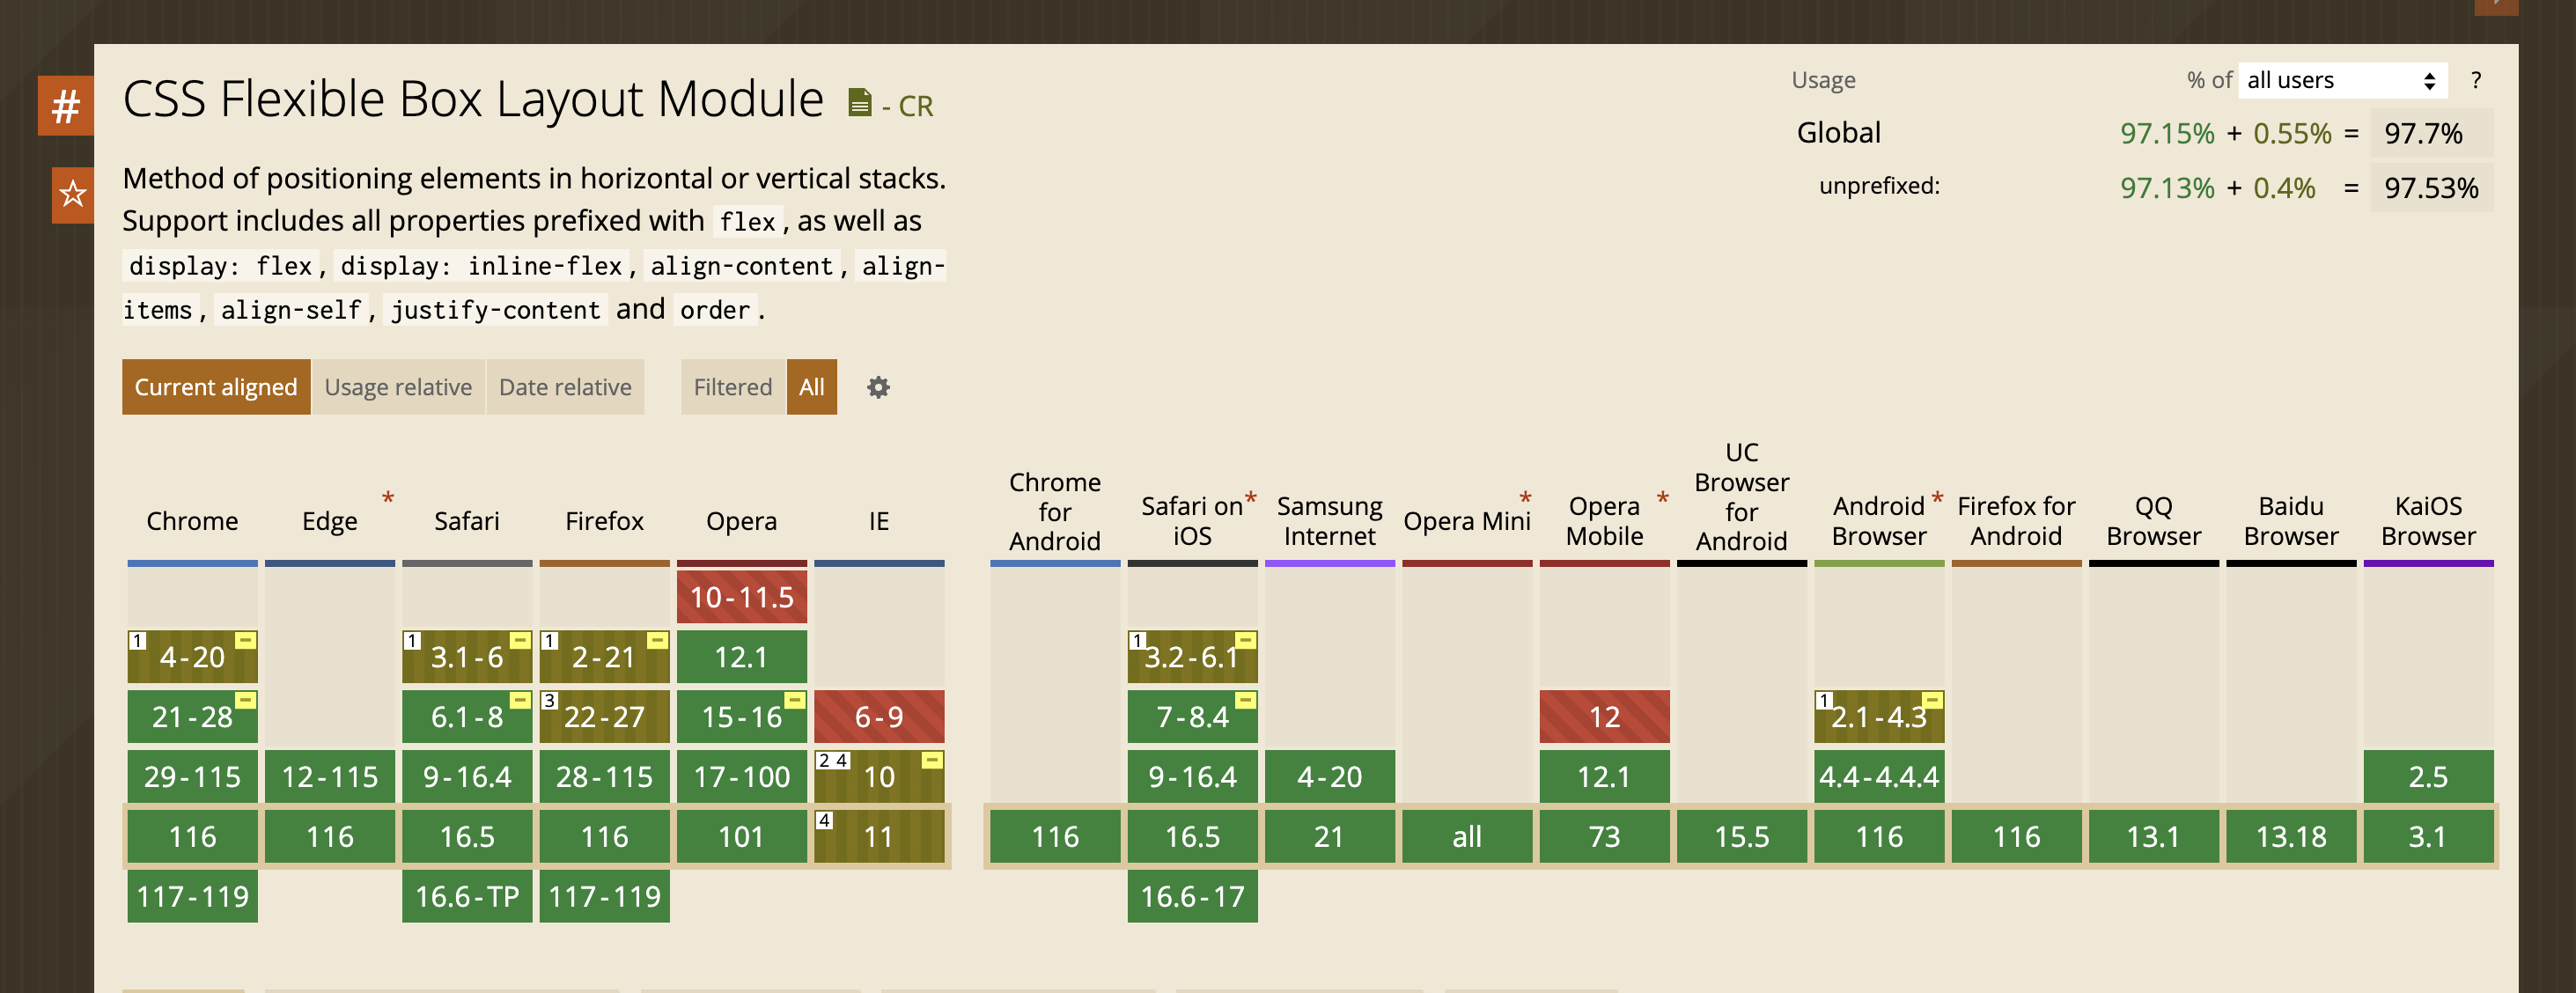 #
CSS Flexible Box Layout Module - CR
Usage % of all users ?
Global 97.15% + 0.55% = 97.7%
unprefixed: 97.13% + 0.4% = 97.53%
Method of positioning elements in horizontal or vertical stacks.
Support includes all properties prefixed with flex, as well as
display: flex, display: inline-flex, align-content, align-
items, align-self, justify-content and order.
Current aligned Usage relative Date relative Filtered All
Chrome
Edge *
Safari
Firefox
Opera
IE
Chrome
for
Android
Safari on *
iOS
Samsung
Internet
Opera Mini *
Opera *
Mobile
UC
Browser
for
Android
Android *
Browser
Firefox for
Android
QQ
Browser
Baidu
Browser
KaiOS
Browser
10-11.5
1 4-20 - 1 3.1-6 - 1 2-21 - 12.1 1 3.2-6.1 -
21-28 - 6.1-8 - 3 22-27 15-16 - 6-9 7-8.4 - 12 1 2.1-4.3 -
29-115 12-115 9-16.4 28-115 17-100 2 4 10 - 9-16.4 4-20 12.1 4.4-4.4.4 2.5
116 116 16.5 116 101 4 11 116 16.5 21 all 73 15.5 116 116 13.1 13.18 3.1
117-119 16.6-TP 117-119 16.6-17